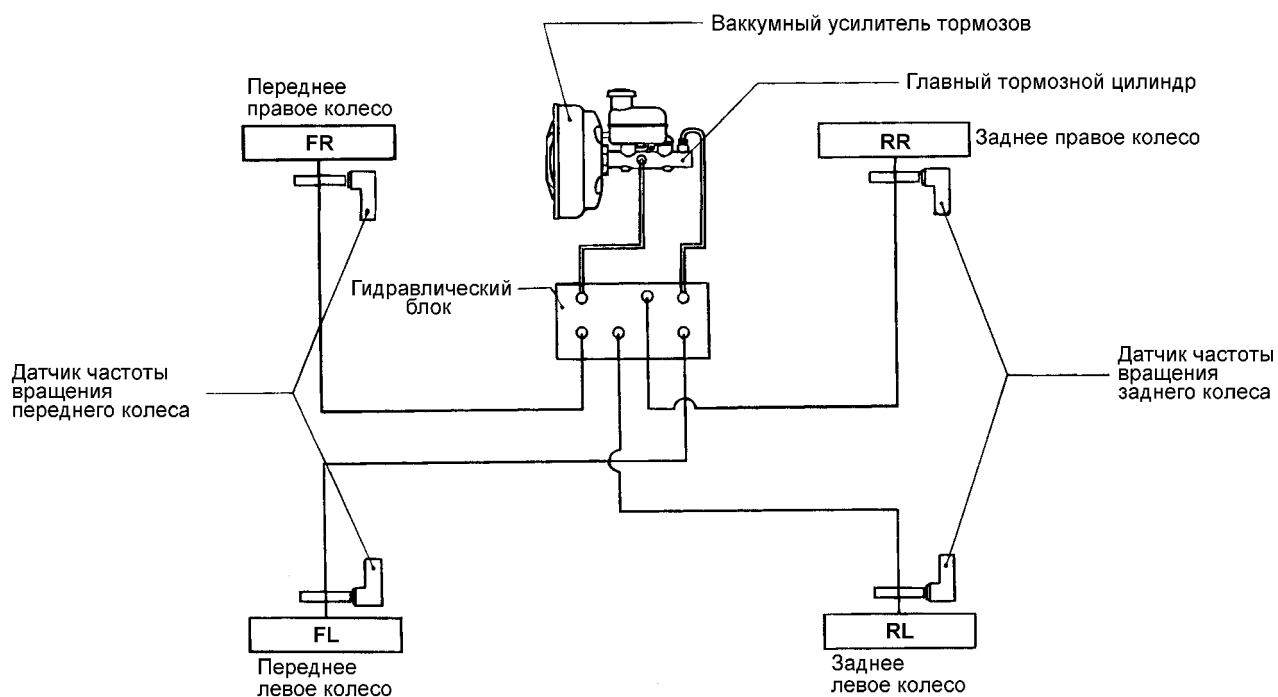 Ваккумный усилитель тормозов
Главный тормозной цилиндр
Переднее
правое колесо
FR
RR
Заднее правое колесо
Гидравлический
блок
Датчик частоты
вращения
переднего колеса
Датчик частоты
вращения
заднего колеса
FL
Переднее
левое колесо
RL
Заднее
левое колесо